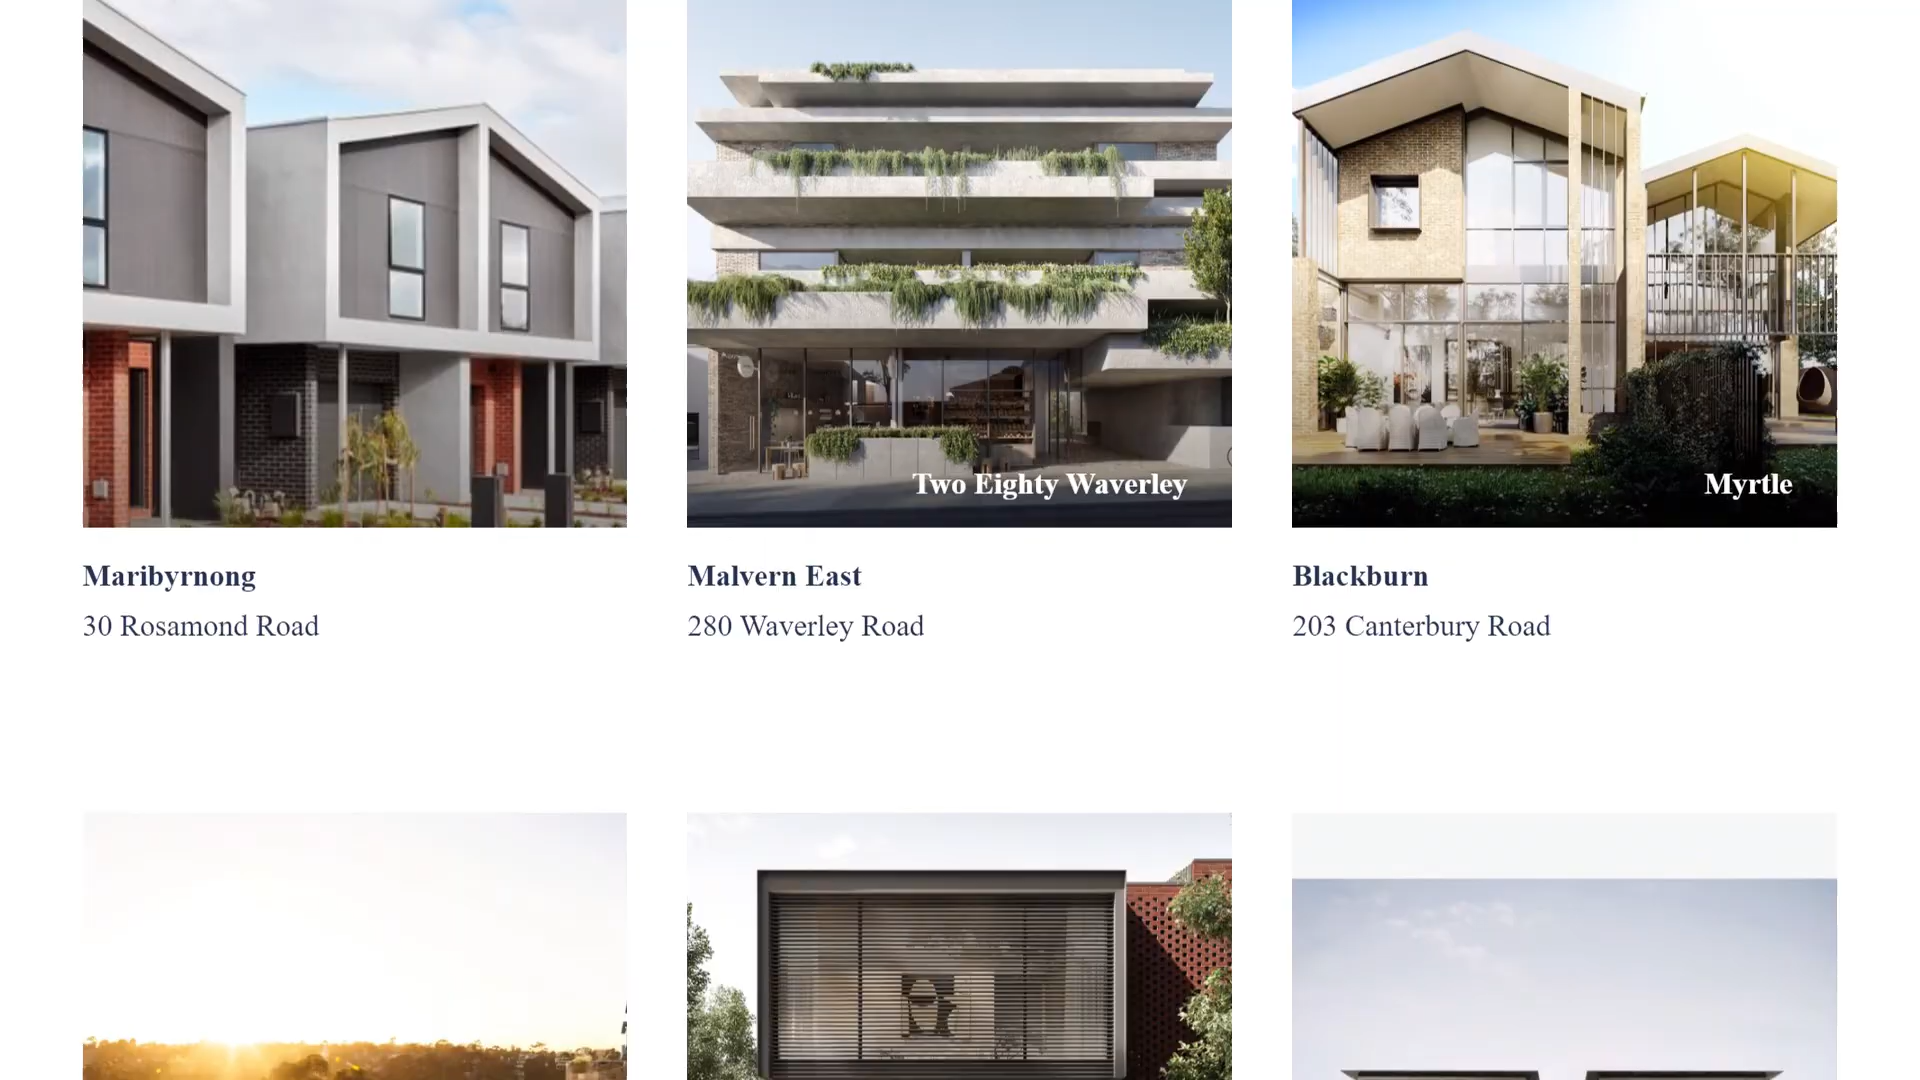 Two Eighty Waverley
Myrtle
Maribyrnong
30 Rosamond Road
Malvern East
280 Waverley Road
Blackburn
203 Canterbury Road